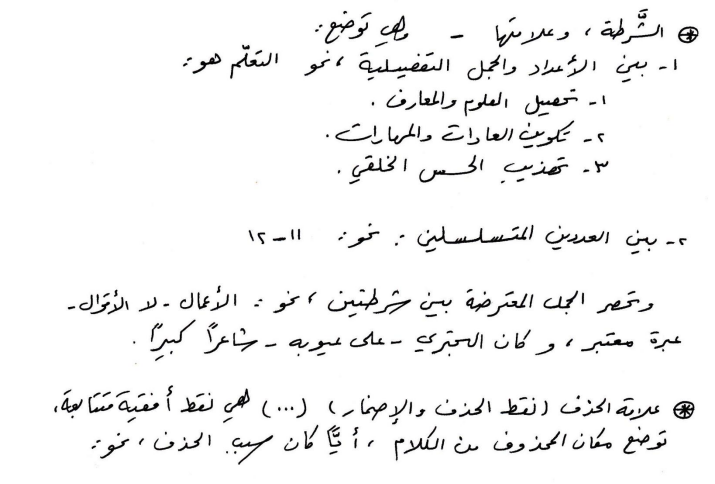 ⊛ الشَّرطة ، وعلامتها - وهي توضع :
١- بين الأعداد والجمل التفضيلية ، نحو التعلّم هو :
١- تحصيل العلوم والمعارف .
٢- تكوين العادات والمهارات .
٣- تهذيب الحس الخلقي .
٢- بين العددين المتسلسلين : نحو : ١١-١٢
وتحصر الجمل المعترضة بين شرطتين ، نحو : الأعمال - لا الأقوال -
عبرة معتبر ، وكان البحتري - على عيوبه - شاعراً كبيرًا .
⊛ علامة الحذف (نقط الحذف والإضمار) (...) هي نقط أفقية متتابعة،
توضع مكان المحذوف من الكلام ، أيًّا كان سبب الحذف ، نحو :